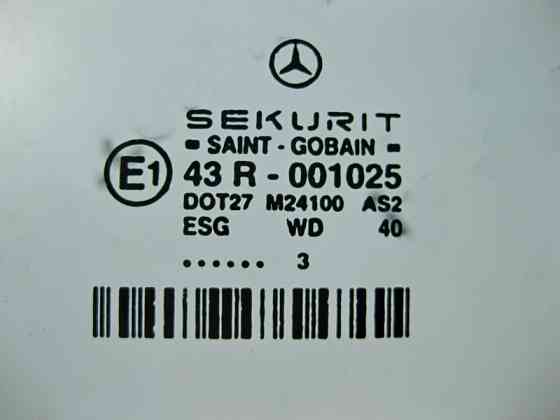 SEKURIT
SAINT - GOBAIN
E1
43 R - 001025
DOT27 M24100 AS2
ESG WD 40
...... 3